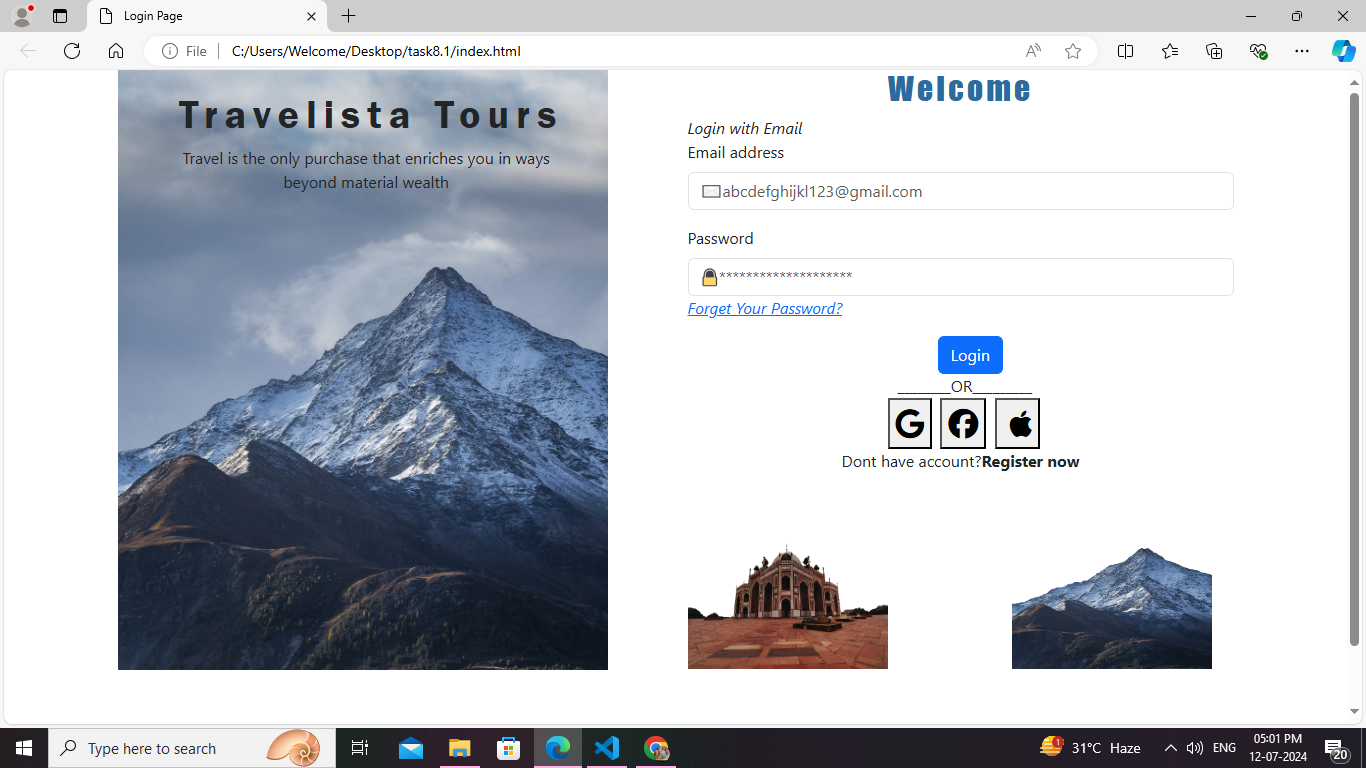 Login Page
File
C:/Users/Welcome/Desktop/task8.1/index.html
Travelista Tours
Travel is the only purchase that enriches you in ways
beyond material wealth
Welcome
Login with Email
Email address
abcdefghijkl123@gmail.com
Password
********************
Forget Your Password?
Login
________OR_________
Dont have account?Register now
Type here to search
1
31°C Haze
ENG
05:01 PM
12-07-2024
20